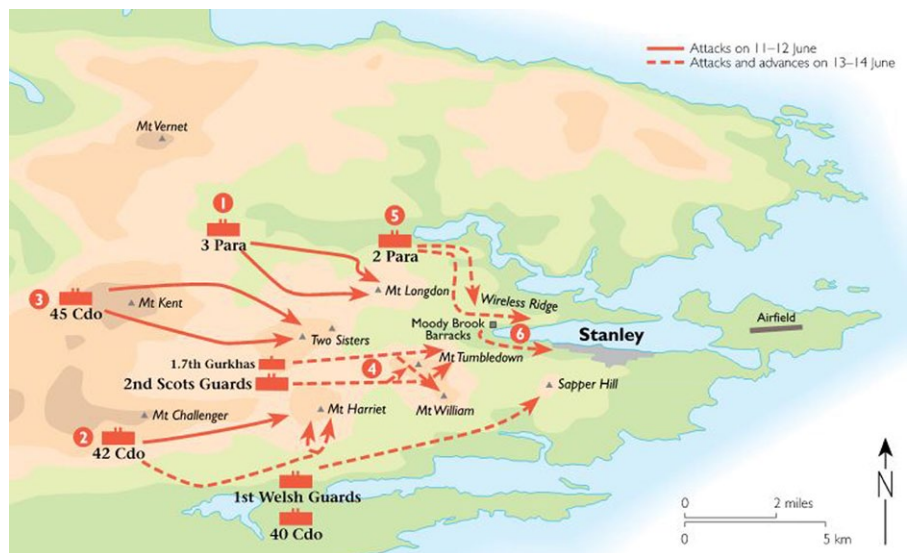 Attacks on 11–12 June
Attacks and advances on 13–14 June
Mt Vernet
1
3 Para
5
2 Para
3
45 Cdo
Mt Kent
Mt Longdon
Wireless Ridge
Airfield
Two Sisters
Moody Brook
Barracks
6
Stanley
1.7th Gurkhas
4
Mt Tumbledown
2nd Scots Guards
Sapper Hill
Mt Challenger
Mt Harriet
Mt William
2
42 Cdo
1st Welsh Guards
40 Cdo
N
0
2 miles
0
5 km